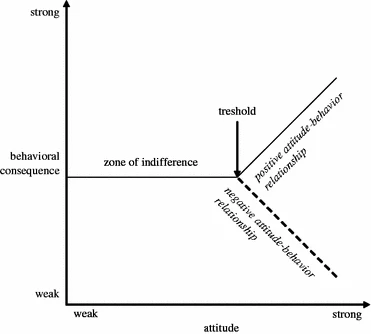 strong
treshold
behavioral
consequence
zone of indifference
positive attitude-behavior
relationship
negative attitude-behavior
relationship
weak
weak
strong
attitude